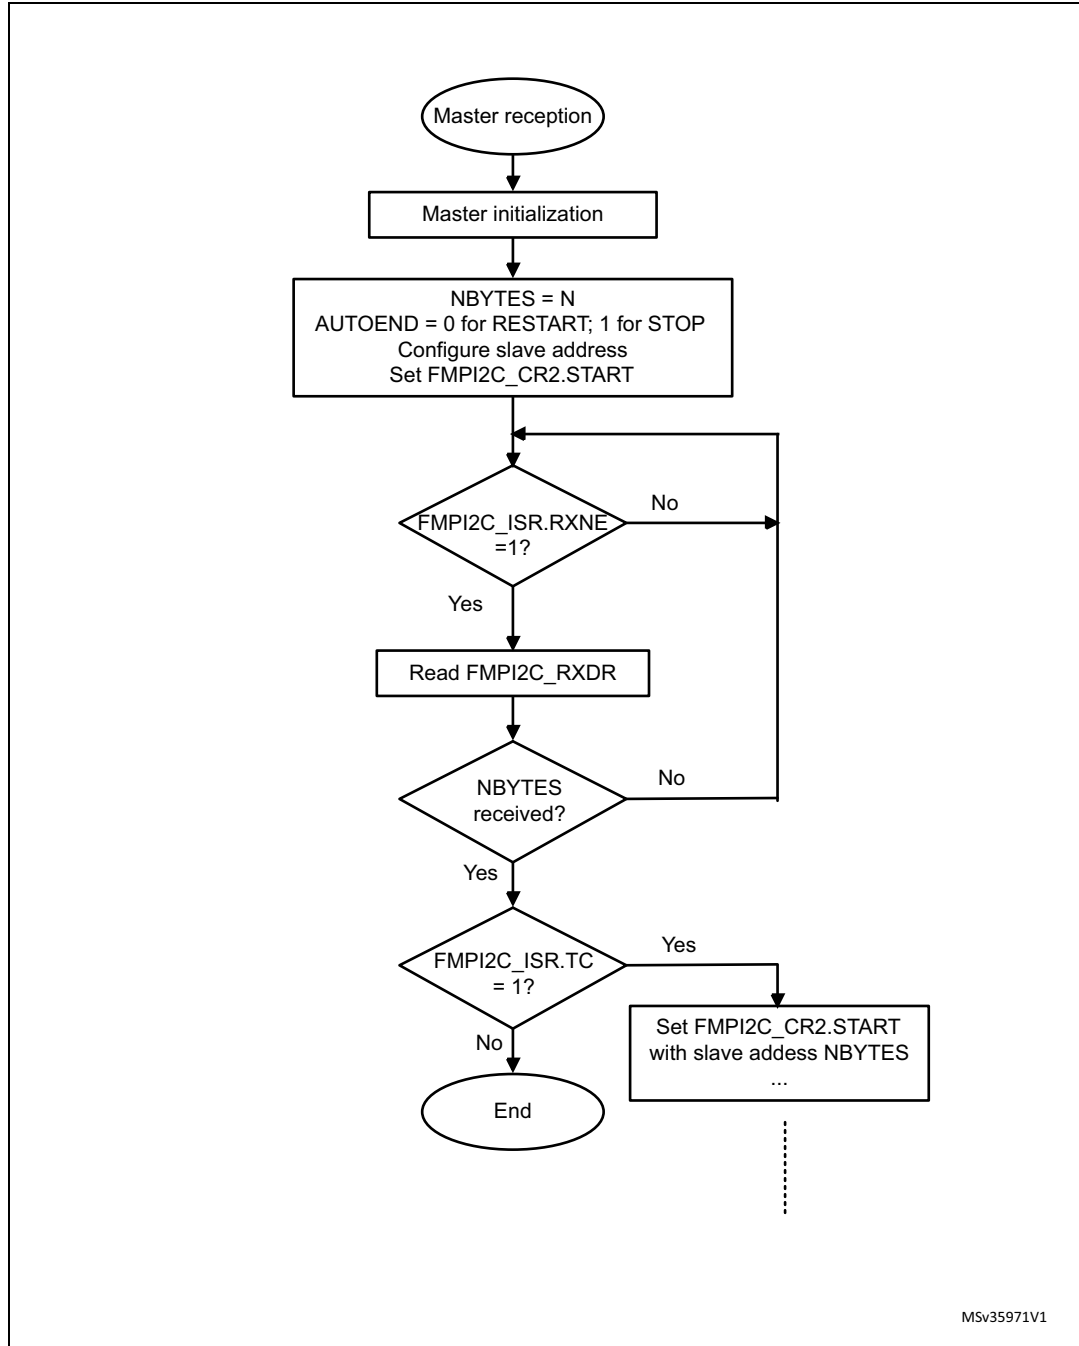 Master reception
Master initialization
NBYTES = N
AUTOEND = 0 for RESTART; 1 for STOP
Configure slave address
Set FMPI2C_CR2.START
FMPI2C_ISR.RXNE
=1?
No
Yes
Read FMPI2C_RXDR
NBYTES
received?
No
Yes
FMPI2C_ISR.TC
= 1?
Yes
Set FMPI2C_CR2.START
with slave addess NBYTES
...
No
End
MSv35971V1